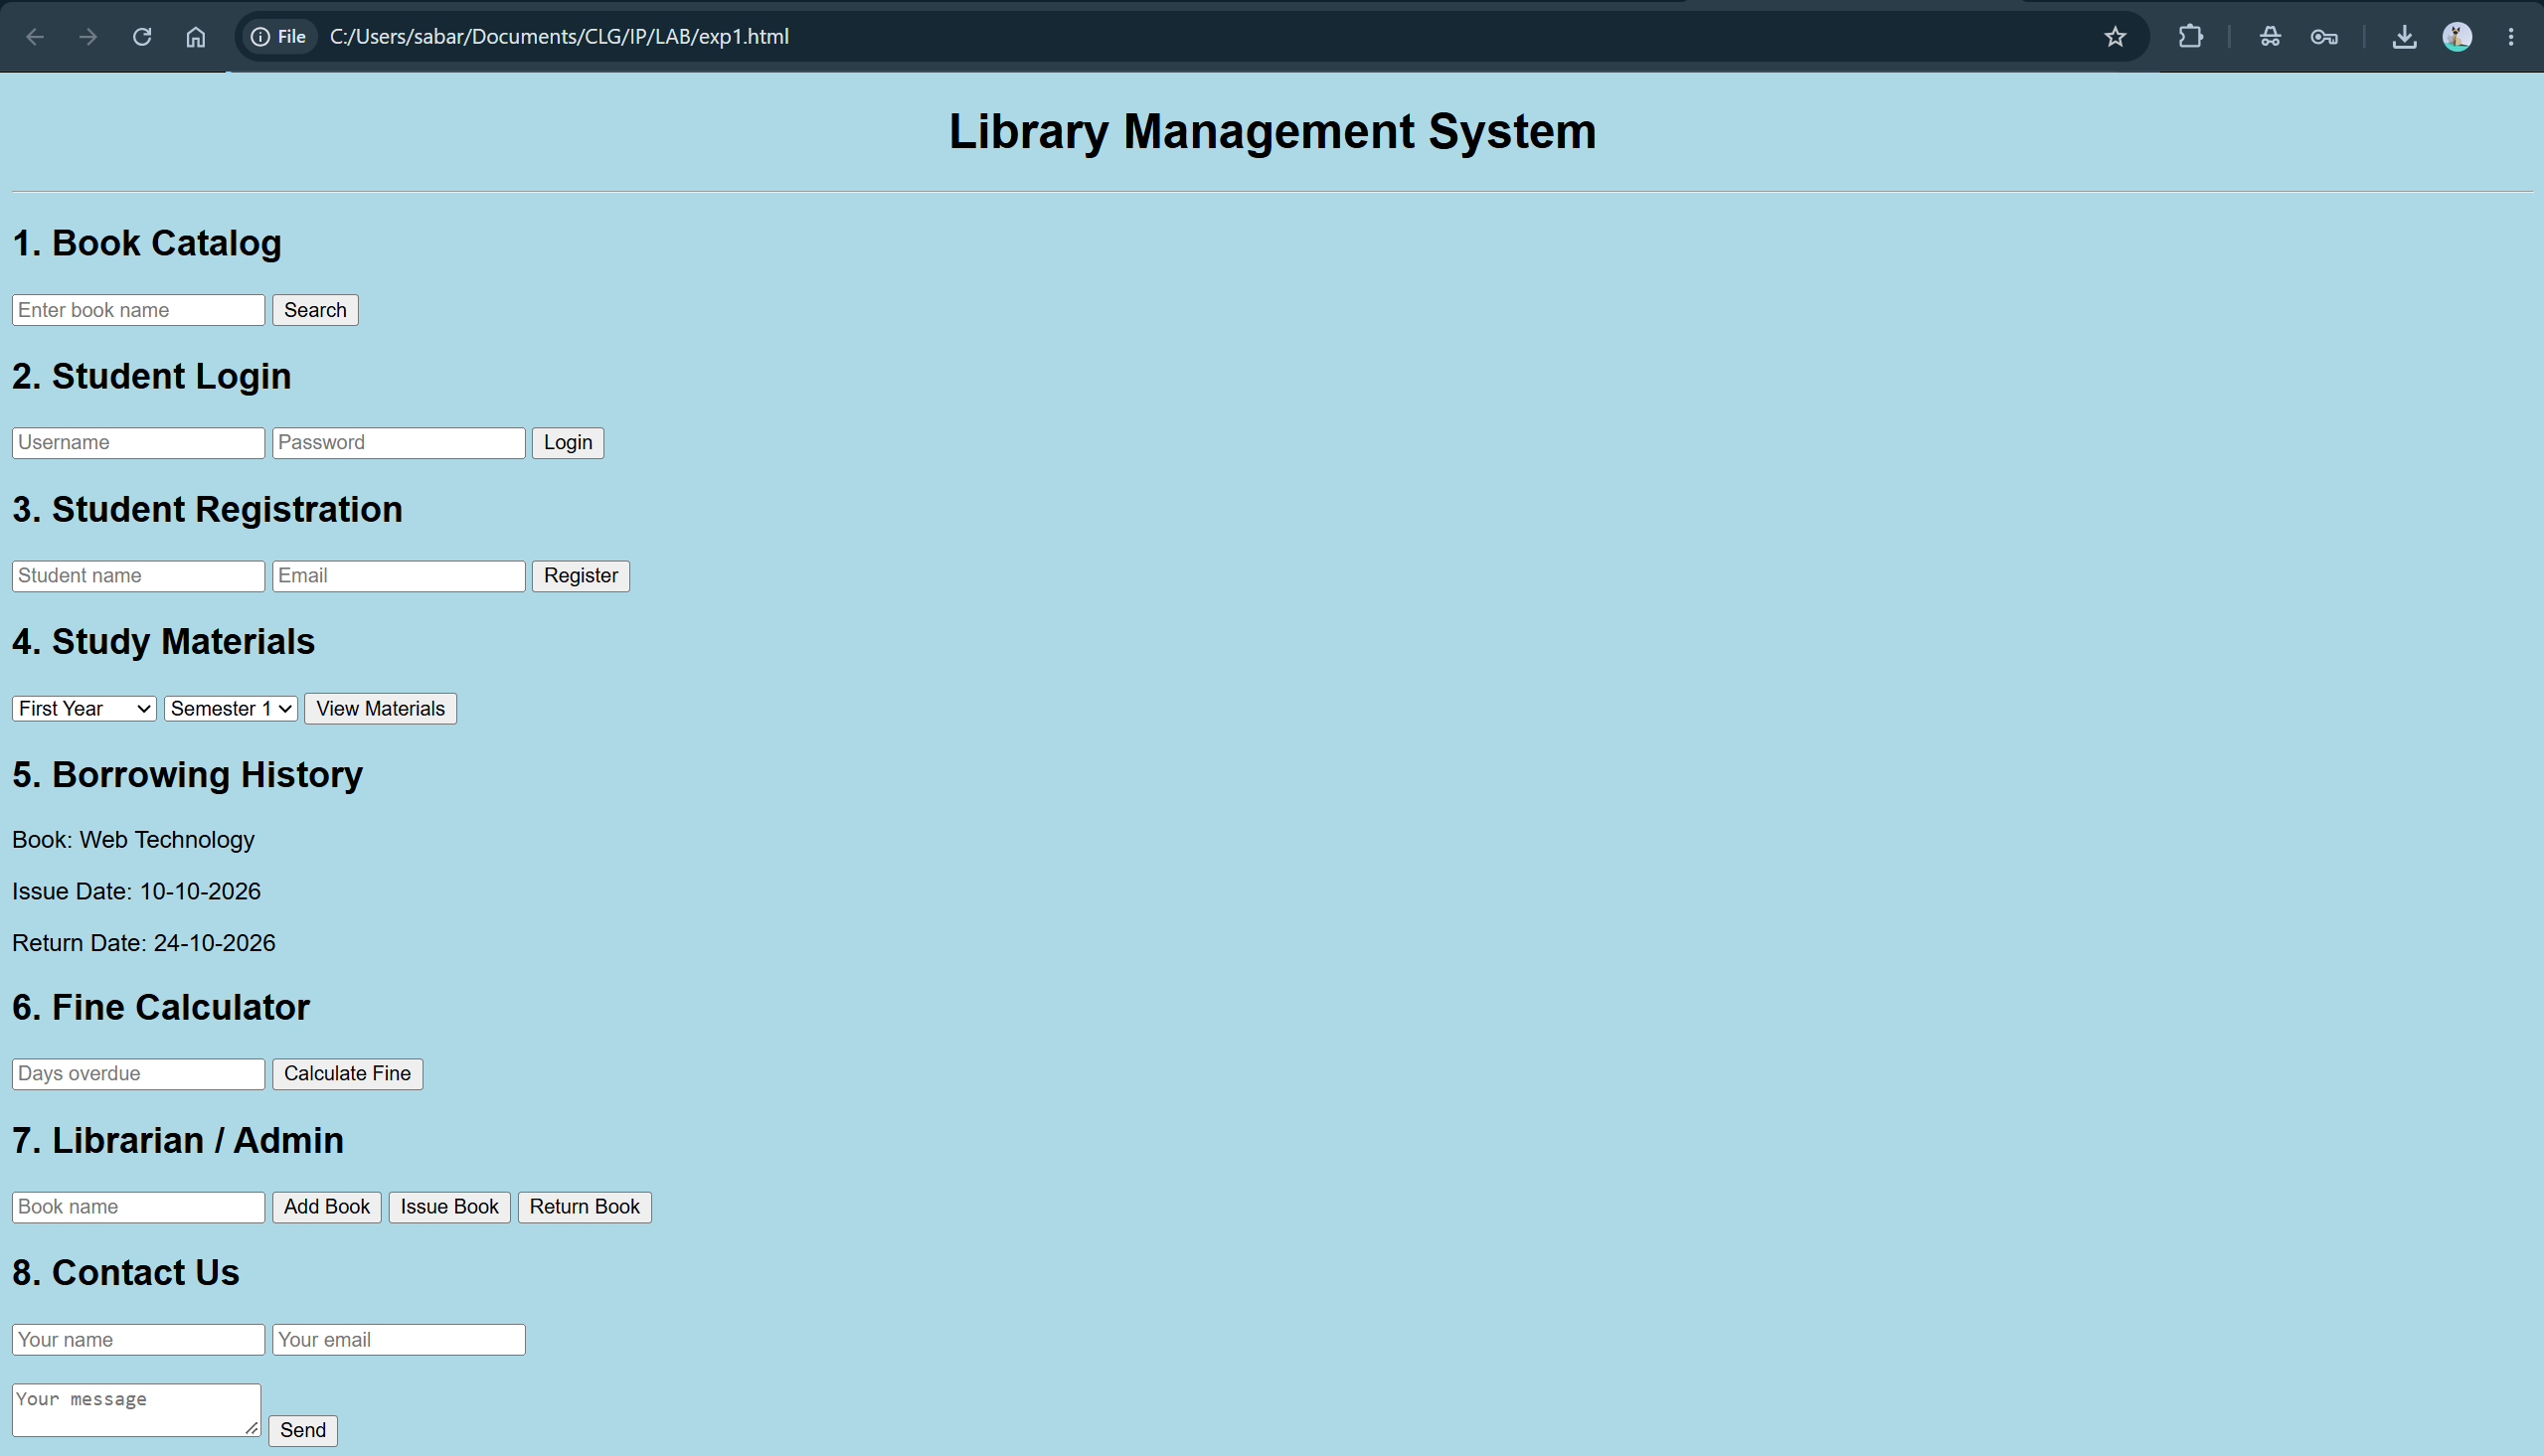 File C:/Users/sabar/Documents/CLG/IP/LAB/exp1.html
Library Management System
1. Book Catalog
Enter book name Search
2. Student Login
Username Password Login
3. Student Registration
Student name Email Register
4. Study Materials
First Year Semester 1 View Materials
5. Borrowing History
Book: Web Technology
Issue Date: 10-10-2026
Return Date: 24-10-2026
6. Fine Calculator
Days overdue Calculate Fine
7. Librarian / Admin
Book name Add Book Issue Book Return Book
8. Contact Us
Your name Your email
Your message
Send